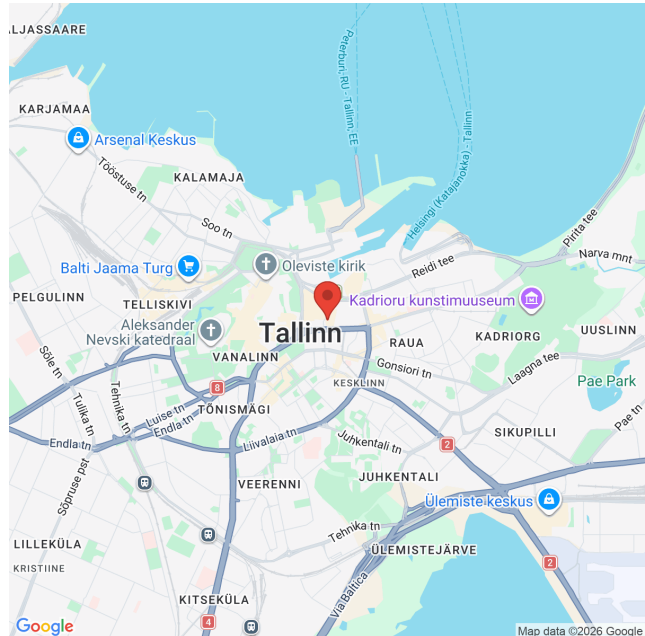 ALJASSAARE
Peterburi, RU - Tallinn, EE
KARJAMAA
Arsenal Keskus
Tööstuse tn
KALAMAJA
Helsingi (Katajanokka) - Tallinn
Soo tn
Pirita tee
Balti Jaama Turg
Oleviste kirik
Reidi tee
Narva mnt
PELGULINN
TELLISKIVI
Kadrioru kunstimuuseum
Aleksander
Nevski katedraal
Tallinn
RAUA
KADRIORG
UUSLINN
VANALINN
Sõle tn
Gonsiori tn
Laagna tee
Pae Park
KESKLINN
8
Tehnika tn
Tulika tn
Luise tn
TÕNISMÄGI
Endla tn
Endla tn
Liivalaia tn
Juhkentali tn
2
SIKUPILLI
Pae tn
Sõpruse pst
VEERENNI
JUHKENTALI
Ülemiste keskus
Tehnika tn
LILLEKÜLA
ÜLEMISTEJÄRVE
KRISTIINE
2
Via Baltica
KITSEKÜLA
4
Google
Map data ©2026 Google